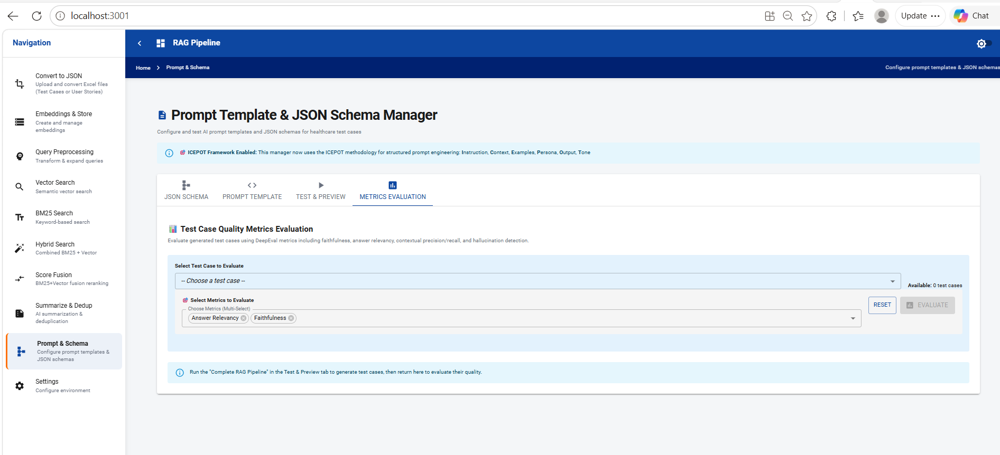 localhost:3001
Update
Chat
Navigation
RAG Pipeline
Home > Prompt & Schema
Configure prompt templates & JSON schemas
Convert to JSON
Upload and convert Excel files
(Test Cases or User Stories)
Embeddings & Store
Create and manage
embeddings
Query Preprocessing
Transform & expand queries
Vector Search
Semantic vector search
BM25 Search
Keyword-based search
Hybrid Search
Combined BM25 + Vector
Score Fusion
BM25+Vector fusion reranking
Summarize & Dedup
AI summarization &
deduplication
Prompt & Schema
Configure prompt templates &
JSON schemas
Settings
Configure environment
Prompt Template & JSON Schema Manager
Configure and test AI prompt templates and JSON schemas for healthcare test cases
ICEPOT Framework Enabled: This manager now uses the ICEPOT methodology for structured prompt engineering: Instruction, Context, Examples, Persona, Output, Tone
JSON SCHEMA
PROMPT TEMPLATE
TEST & PREVIEW
METRICS EVALUATION
Test Case Quality Metrics Evaluation
Evaluate generated test cases using DeepEval metrics including faithfulness, answer relevancy, contextual precision/recall, and hallucination detection.
Select Test Case to Evaluate
-- Choose a test case --
Available: 0 test cases
Select Metrics to Evaluate
Choose Metrics (Multi-Select)
Answer Relevancy
Faithfulness
RESET
EVALUATE
Run the "Complete RAG Pipeline" in the Test & Preview tab to generate test cases, then return here to evaluate their quality.